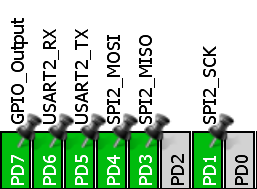 GPIO_Output
USART2_RX
USART2_TX
SPI2_MOSI
SPI2_MISO
SPI2_SCK
PD7
PD6
PD5
PD4
PD3
PD2
PD1
PD0